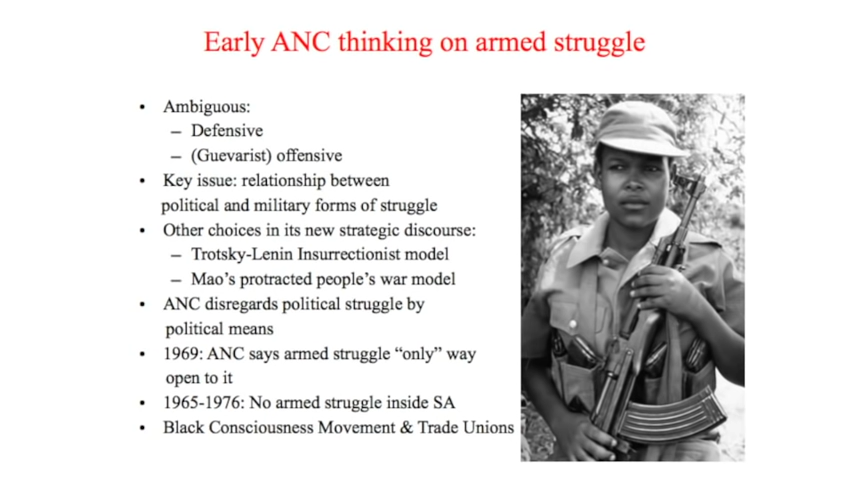 Early ANC thinking on armed struggle
• Ambiguous:
– Defensive
– (Guevarist) offensive
• Key issue: relationship between
political and military forms of struggle
• Other choices in its new strategic discourse:
– Trotsky-Lenin Insurrectionist model
– Mao’s protracted people’s war model
• ANC disregards political struggle by
political means
• 1969: ANC says armed struggle “only” way
open to it
• 1965-1976: No armed struggle inside SA
• Black Consciousness Movement & Trade Unions